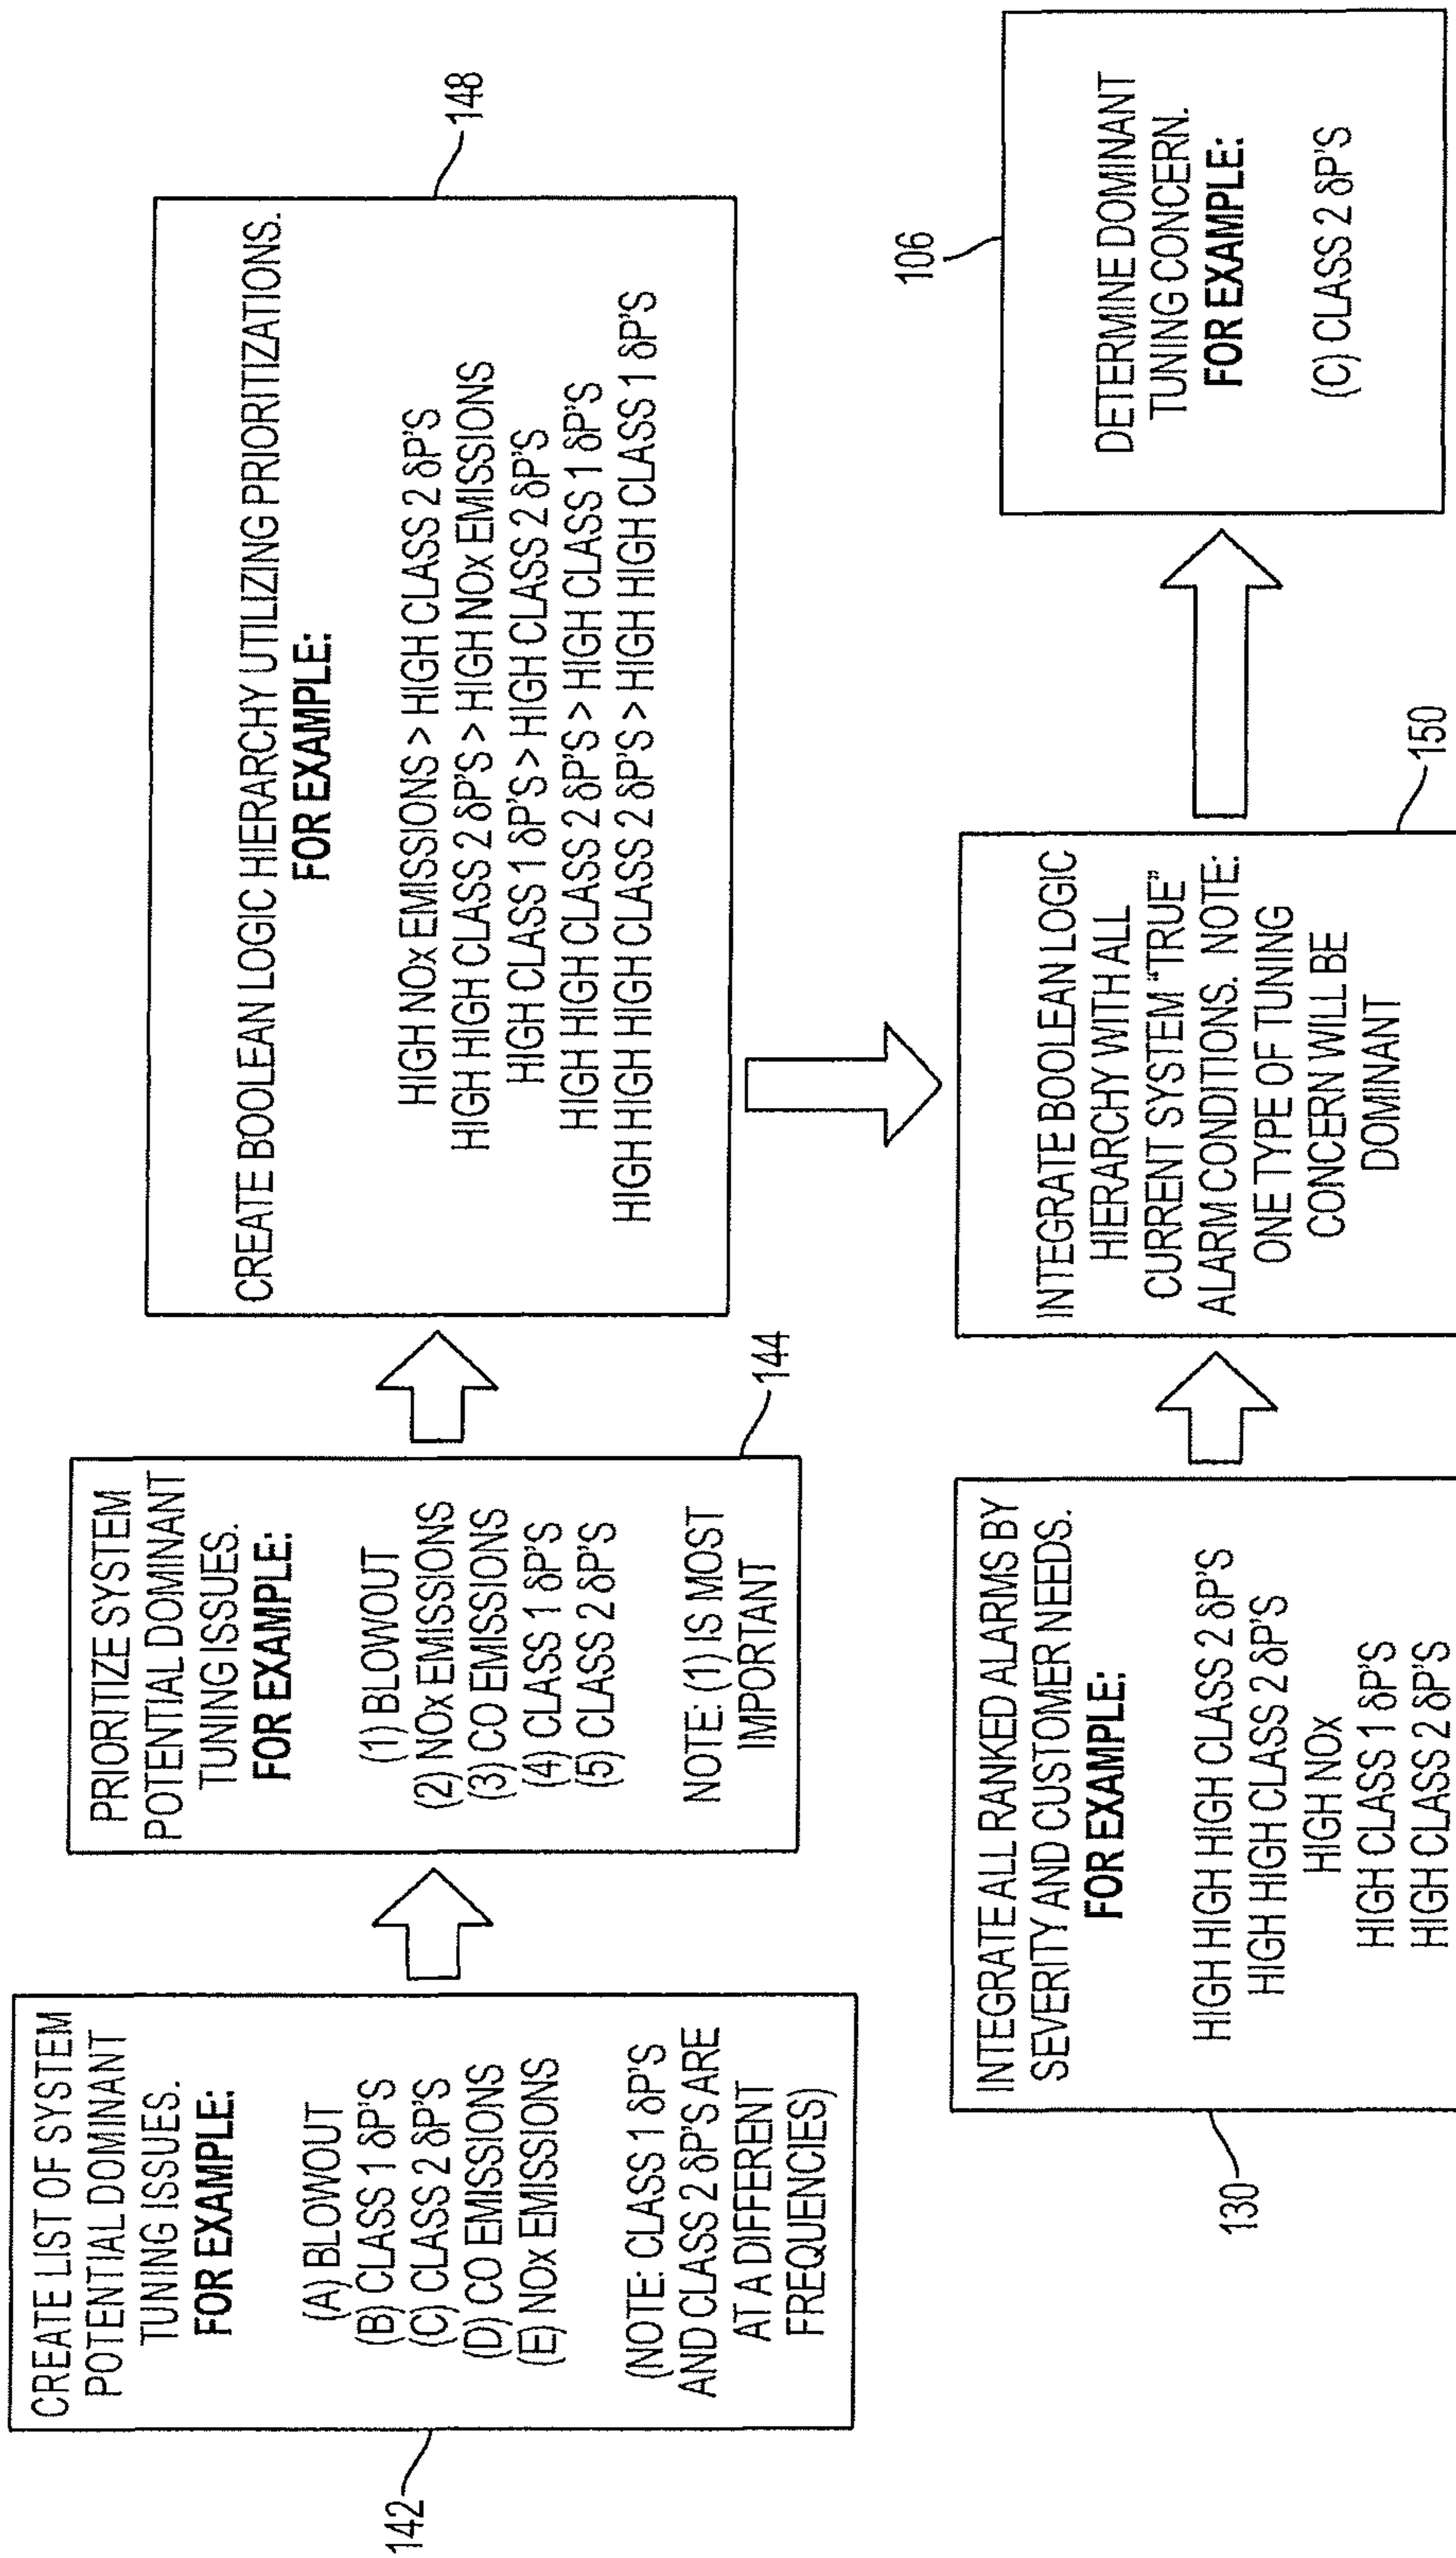 CREATE LIST OF SYSTEM
POTENTIAL DOMINANT
TUNING ISSUES.
FOR EXAMPLE:
(A) BLOWOUT
(B) CLASS 1 δP'S
(C) CLASS 2 δP'S
(D) CO EMISSIONS
(E) NOx EMISSIONS
(NOTE: CLASS 1 δP'S
AND CLASS 2 δP'S ARE
AT A DIFFERENT
FREQUENCIES)
142
PRIORITIZE SYSTEM
POTENTIAL DOMINANT
TUNING ISSUES.
FOR EXAMPLE:
(1) BLOWOUT
(2) NOx EMISSIONS
(3) CO EMISSIONS
(4) CLASS 1 δP'S
(5) CLASS 2 δP'S
NOTE: (1) IS MOST
IMPORTANT
144
CREATE BOOLEAN LOGIC HIERARCHY UTILIZING PRIORITIZATIONS.
FOR EXAMPLE:
HIGH NOx EMISSIONS > HIGH CLASS 2 δP'S
HIGH HIGH CLASS 2 δP'S > HIGH NOx EMISSIONS
HIGH CLASS 1 δP'S > HIGH CLASS 2 δP'S
HIGH HIGH CLASS 2 δP'S > HIGH CLASS 1 δP'S
HIGH HIGH HIGH CLASS 2 δP'S > HIGH HIGH CLASS 1 δP'S
148
INTEGRATE ALL RANKED ALARMS BY
SEVERITY AND CUSTOMER NEEDS.
FOR EXAMPLE:
HIGH HIGH HIGH CLASS 2 δP'S
HIGH HIGH CLASS 2 δP'S
HIGH NOx
HIGH CLASS 1 δP'S
HIGH CLASS 2 δP'S
130
INTEGRATE BOOLEAN LOGIC
HIERARCHY WITH ALL
CURRENT SYSTEM "TRUE"
ALARM CONDITIONS. NOTE:
ONE TYPE OF TUNING
CONCERN WILL BE
DOMINANT
150
DETERMINE DOMINANT
TUNING CONCERN.
FOR EXAMPLE:
(C) CLASS 2 δP'S
106